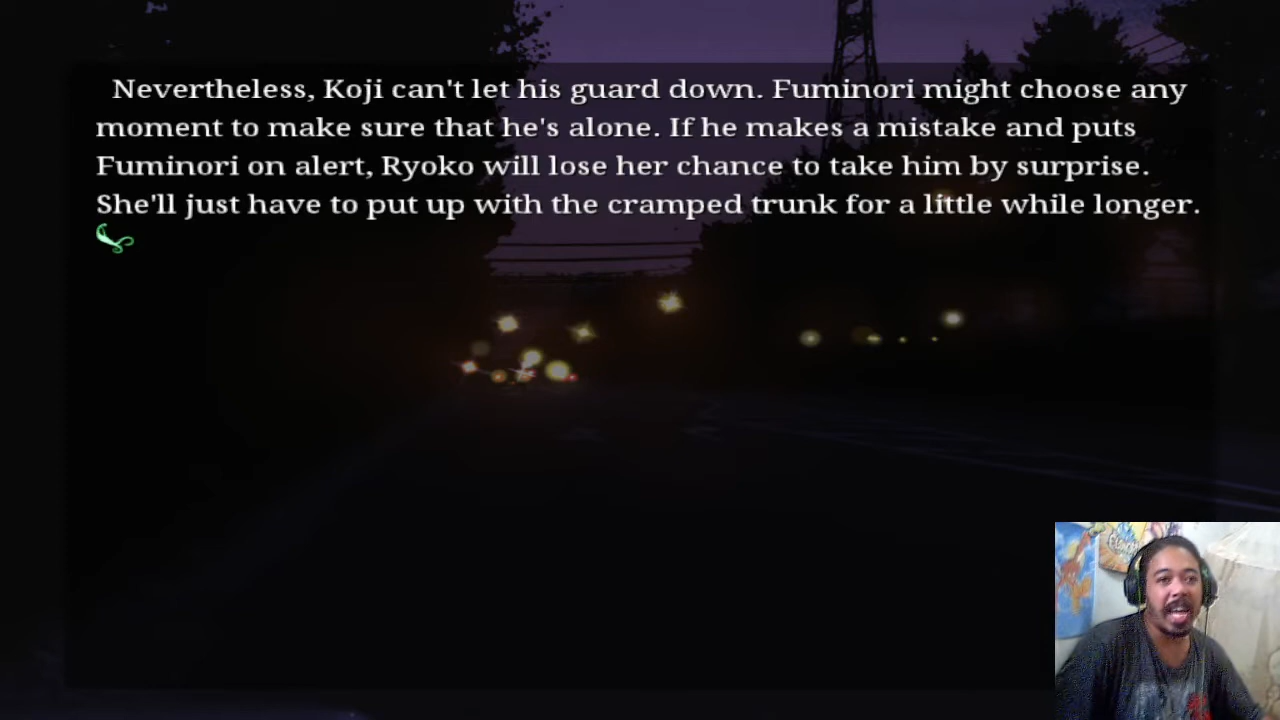 Nevertheless, Koji can't let his guard down. Fuminori might choose any
moment to make sure that he's alone. If he makes a mistake and puts
Fuminori on alert, Ryoko will lose her chance to take him by surprise.
She'll just have to put up with the cramped trunk for a little while longer.